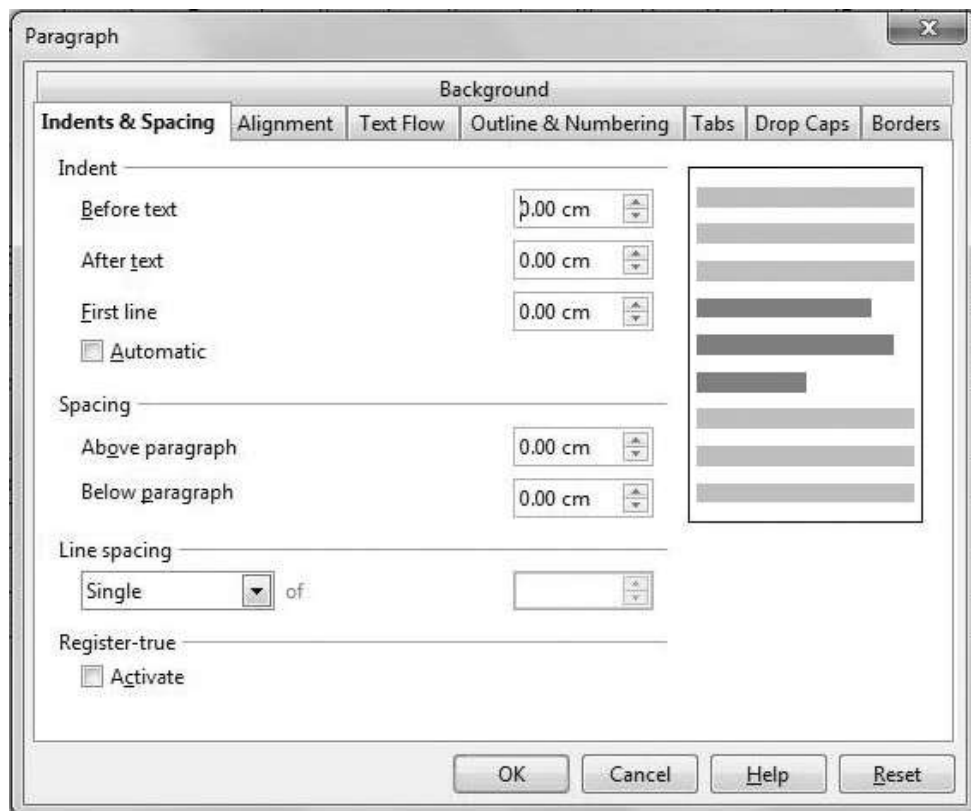 Paragraph
Background
Indents & Spacing Alignment Text Flow Outline & Numbering Tabs Drop Caps Borders
Indent
Before text 0.00 cm
After text 0.00 cm
First line 0.00 cm
Automatic
Spacing
Above paragraph 0.00 cm
Below paragraph 0.00 cm
Line spacing
Single of
Register-true
Activate
OK Cancel Help Reset